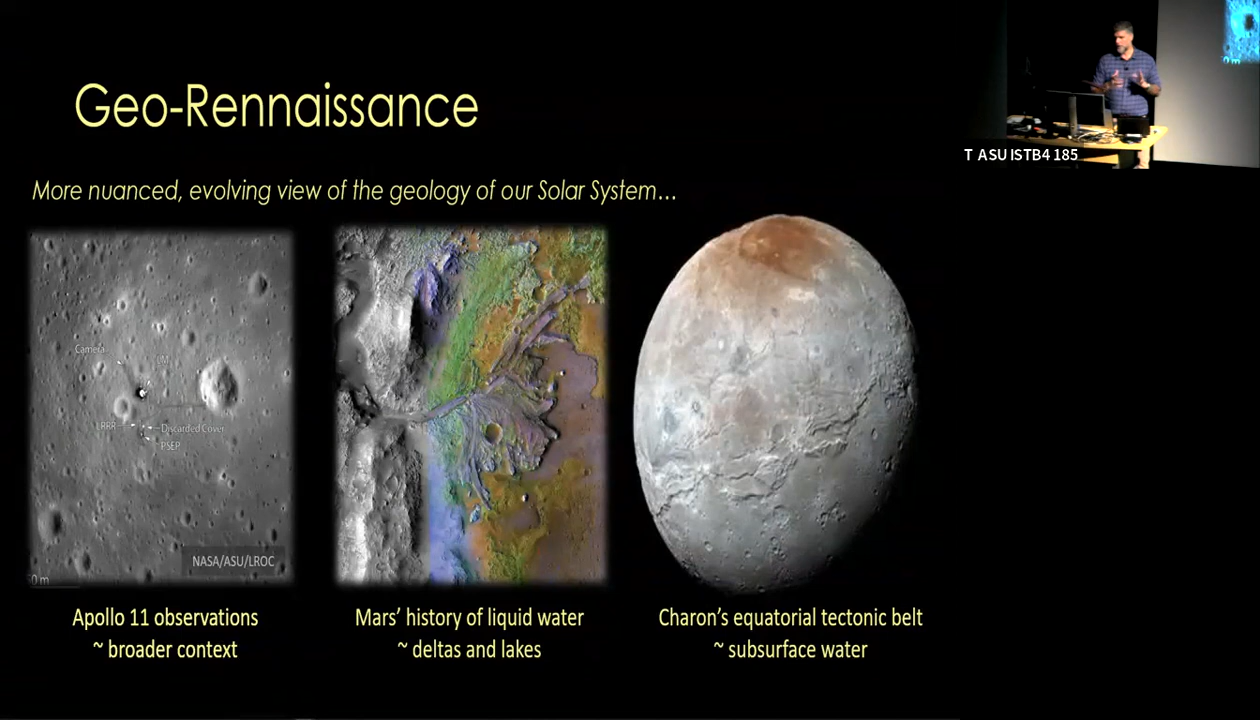 Geo-Rennaissance
More nuanced, evolving view of the geology of our Solar System...
T ASU ISTB4 185
Camera
LM
LRRR
Discarded Cover
PSEP
NASA/ASU/LROC
0 m
Apollo 11 observations
~ broader context
Mars' history of liquid water
~ deltas and lakes
Charon's equatorial tectonic belt
~ subsurface water